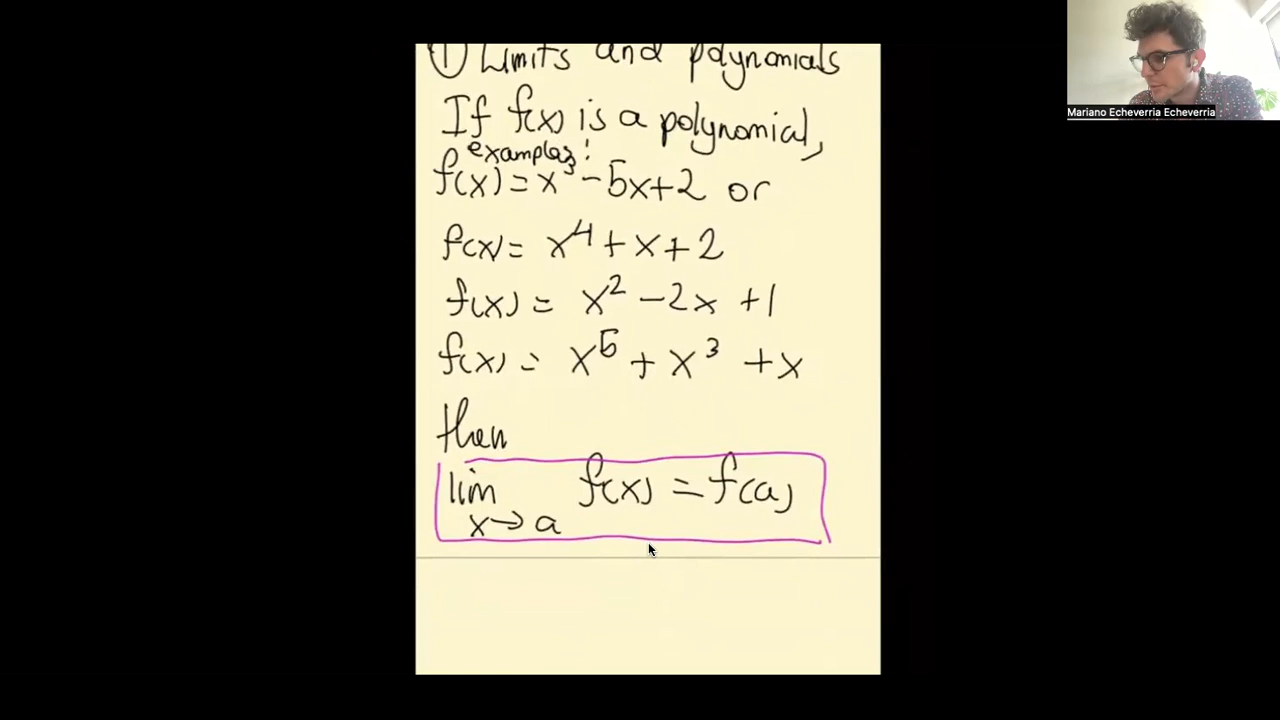 ① Limits and polynomials
If f(x) is a polynomial,
examples:
f(x) = x³ - 5x + 2 or
f(x) = x⁴ + x + 2
f(x) = x² - 2x + 1
f(x) = x⁵ + x³ + x
then
lim f(x) = f(a)
x→a
Mariano Echeverria Echeverria